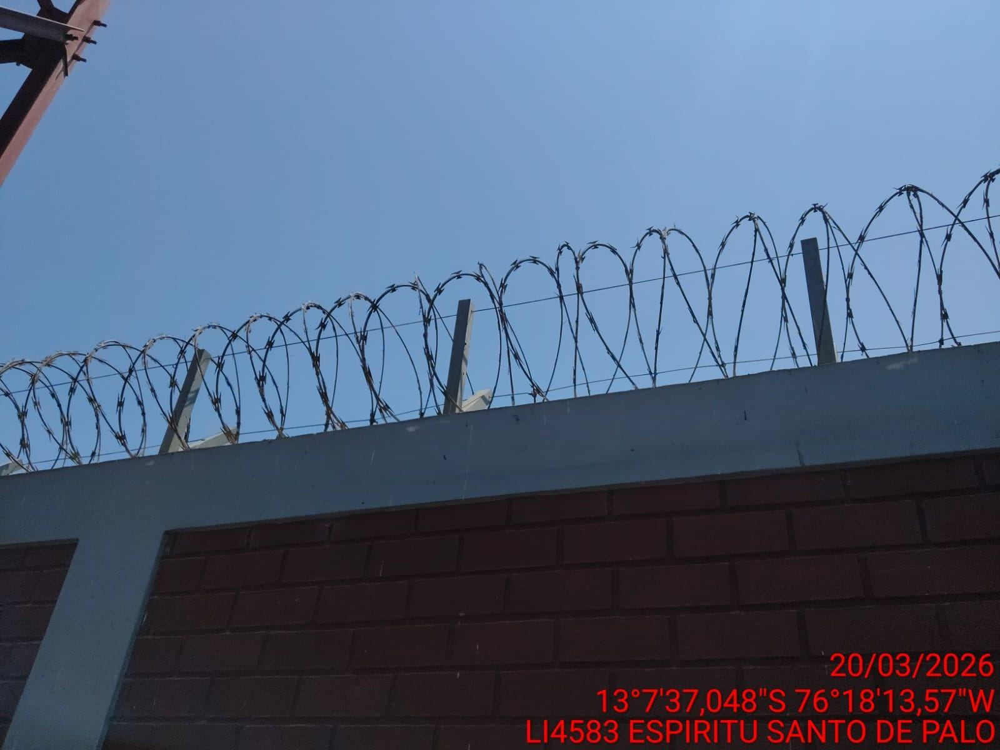 20/03/2026
13°7'37,048"S 76°18'13,57"W
LI4583 ESPIRITU SANTO DE PALO